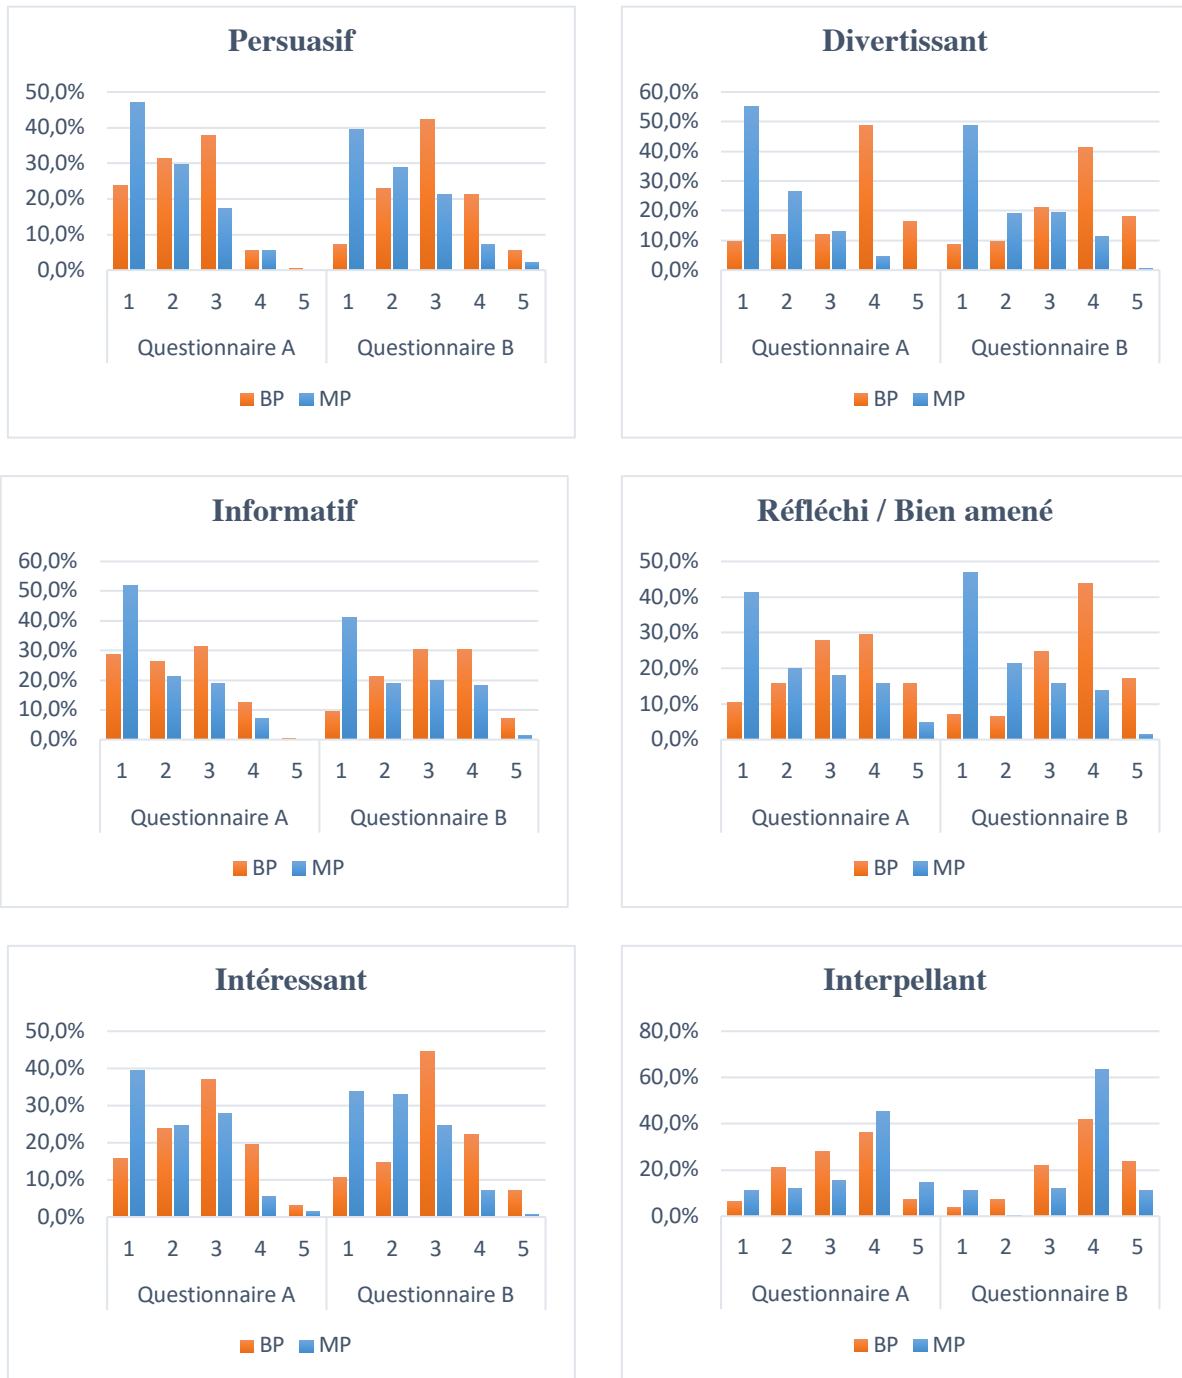 Persuasif
50,0%
40,0%
30,0%
20,0%
10,0%
0,0%
1 2 3 4 5 1 2 3 4 5
Questionnaire A Questionnaire B
BP MP
Divertissant
60,0%
50,0%
40,0%
30,0%
20,0%
10,0%
0,0%
1 2 3 4 5 1 2 3 4 5
Questionnaire A Questionnaire B
BP MP
Informatif
60,0%
50,0%
40,0%
30,0%
20,0%
10,0%
0,0%
1 2 3 4 5 1 2 3 4 5
Questionnaire A Questionnaire B
BP MP
Réfléchi / Bien amené
50,0%
40,0%
30,0%
20,0%
10,0%
0,0%
1 2 3 4 5 1 2 3 4 5
Questionnaire A Questionnaire B
BP MP
Intéressant
50,0%
40,0%
30,0%
20,0%
10,0%
0,0%
1 2 3 4 5 1 2 3 4 5
Questionnaire A Questionnaire B
BP MP
Interpellant
80,0%
60,0%
40,0%
20,0%
0,0%
1 2 3 4 5 1 2 3 4 5
Questionnaire A Questionnaire B
BP MP